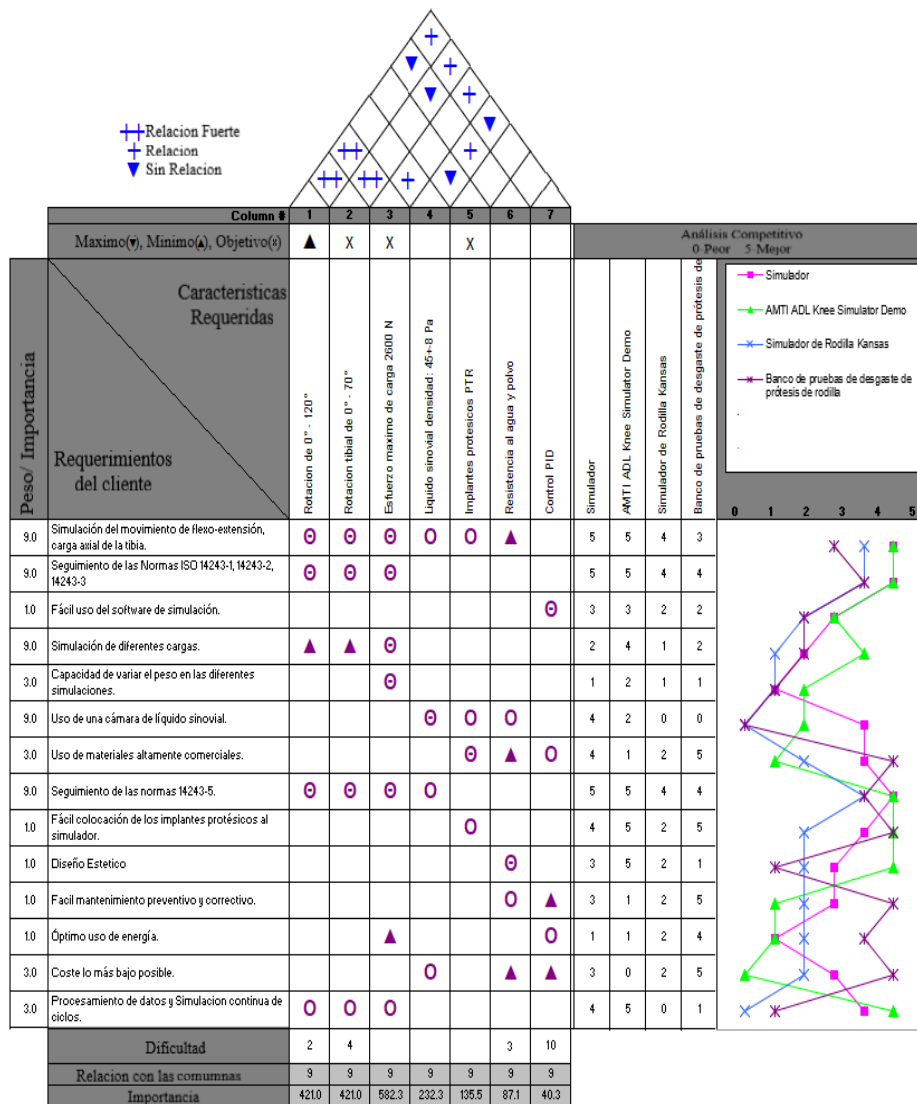 Relacion Fuerte
Relacion
Sin Relacion
Column # 1 2 3 4 5 6 7
Maximo(▼), Minimo(▲), Objetivo(x) ▲ X X X
Análisis Competitivo
0 Peor 5 Mejor
Peso/ Importancia
Caracteristicas
Requeridas
Requerimientos
del cliente
Rotacion de 0° - 120°
Rotacion tibial de 0° - 70°
Esfuerzo maximo de carga 2600 N
Liquido sinovial densidad: 45+-8 Pa
Implantes protesicos PTR
Resistencia al agua y polvo
Control PID
Simulador
AMTI ADL Knee Simulator Demo
Simulador de Rodilla Kansas
Banco de pruebas de desgaste de prótesis de
Simulador
AMTI ADL Knee Simulator Demo
Simulador de Rodilla Kansas
Banco de pruebas de desgaste de
prótesis de rodilla
0 1 2 3 4 5
9.0 Simulación del movimiento de flexo-extensión,
carga axial de la tibia. Θ Θ Θ O O ▲ 5 5 4 3
9.0 Seguimiento de las Normas ISO 14243-1, 14243-2,
14243-3 Θ Θ Θ 5 5 4 4
1.0 Fácil uso del software de simulación. Θ 3 3 2 2
9.0 Simulación de diferentes cargas. ▲ ▲ Θ 2 4 1 2
3.0 Capacidad de variar el peso en las diferentes
simulaciones. Θ 1 2 1 1
9.0 Uso de una cámara de líquido sinovial. Θ O O 4 2 0 0
3.0 Uso de materiales altamente comerciales. Θ ▲ O 4 1 2 5
9.0 Seguimiento de las normas 14243-5. Θ Θ Θ O 5 5 4 4
1.0 Fácil colocación de los implantes protésicos al
simulador. O 4 5 2 5
1.0 Diseño Estetico Θ 3 5 2 1
1.0 Facil mantenimiento preventivo y correctivo. O ▲ 3 1 2 5
1.0 Óptimo uso de energía. ▲ O 1 1 2 4
3.0 Coste lo más bajo posible. O ▲ ▲ 3 0 2 5
3.0 Procesamiento de datos y Simulacion continua de
ciclos. O O O 4 5 0 1
Dificultad 2 4 3 10
Relacion con las comumnas 9 9 9 9 9 9 9
Importancia 421.0 421.0 582.3 232.3 135.5 87.1 40.3